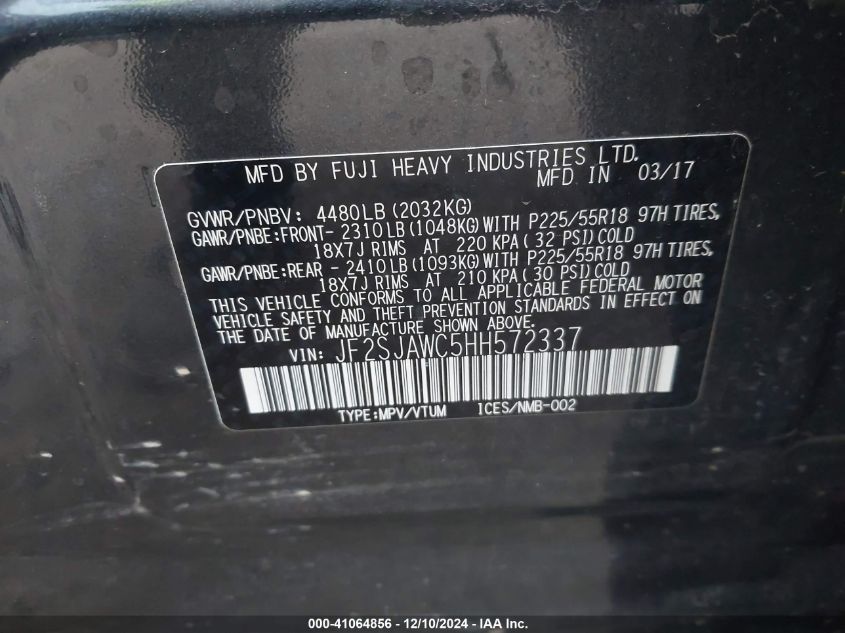 MFD BY FUJI HEAVY INDUSTRIES LTD.
MFD IN 03/17
GVWR/PNBV: 4480LB(2032KG)
GAWR/PNBE:FRONT- 2310LB(1048KG)WITH P225/55R18 97H TIRES,
18X7J RIMS AT 220 KPA(32 PSI)COLD
GAWR/PNBE:REAR - 2410LB(1093KG)WITH P225/55R18 97H TIRES,
18X7J RIMS AT 210 KPA(30 PSI)COLD
THIS VEHICLE CONFORMS TO ALL APPLICABLE FEDERAL MOTOR
VEHICLE SAFETY AND THEFT PREVENTION STANDARDS IN EFFECT ON
THE DATE OF MANUFACTURE SHOWN ABOVE.
VIN: JF2SJAWC5HH572337
TYPE:MPV/VTUM ICES/NMB-002
000-41064856 - 12/10/2024 - IAA Inc.